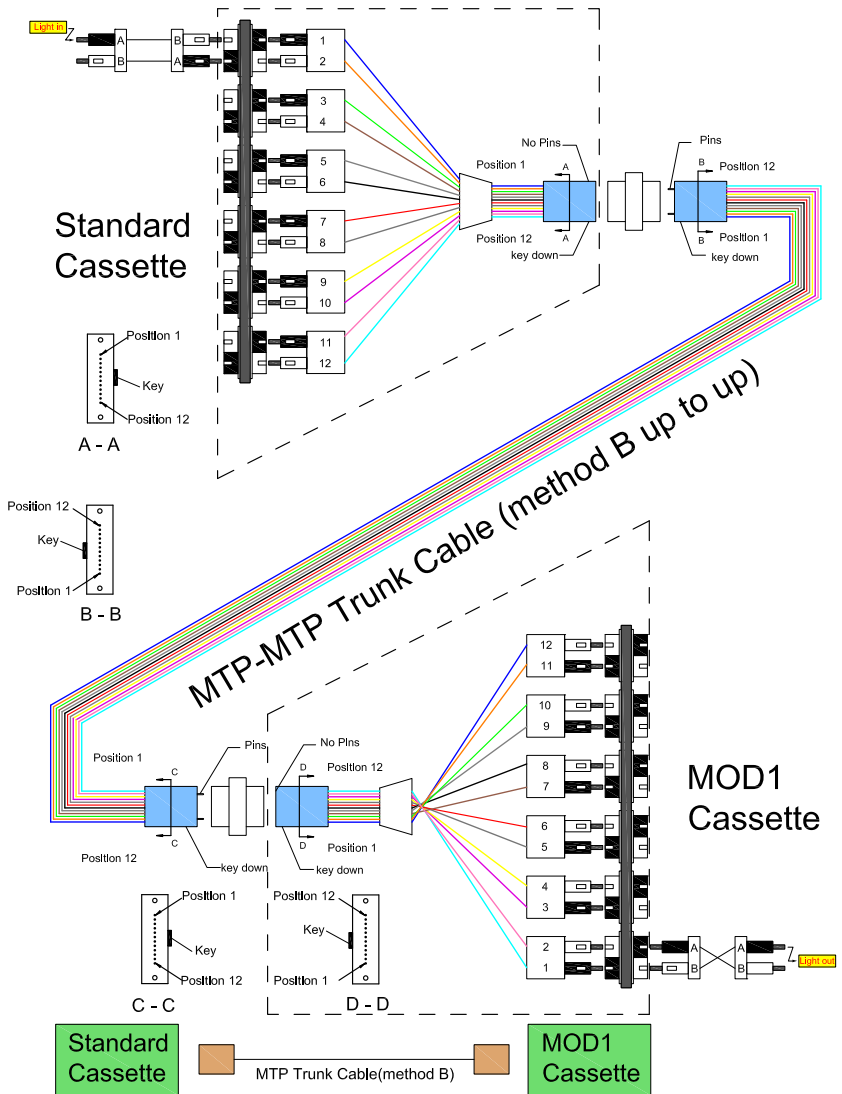 Light in
A
B
B
A
B
A
1
2
3
4
5
6
7
8
9
10
11
12
Standard
Cassette
No Pins
Pins
Position 1
Position 12
A
A
B
B
Position 12
Position 1
key down
key down
Position 1
Key
Position 12
A - A
Position 12
Key
Position 1
B - B
MTP-MTP Trunk Cable (method B up to up)
12
11
10
9
8
7
6
5
4
3
2
1
MOD1
Cassette
Position 1
C
C
Pins
No Pins
D
D
Position 12
Position 12
Position 1
key down
key down
Position 1
Key
Position 12
C - C
Position 12
Key
Position 1
D - D
A
B
A
B
Light out
Standard
Cassette
MTP Trunk Cable(method B)
MOD1
Cassette